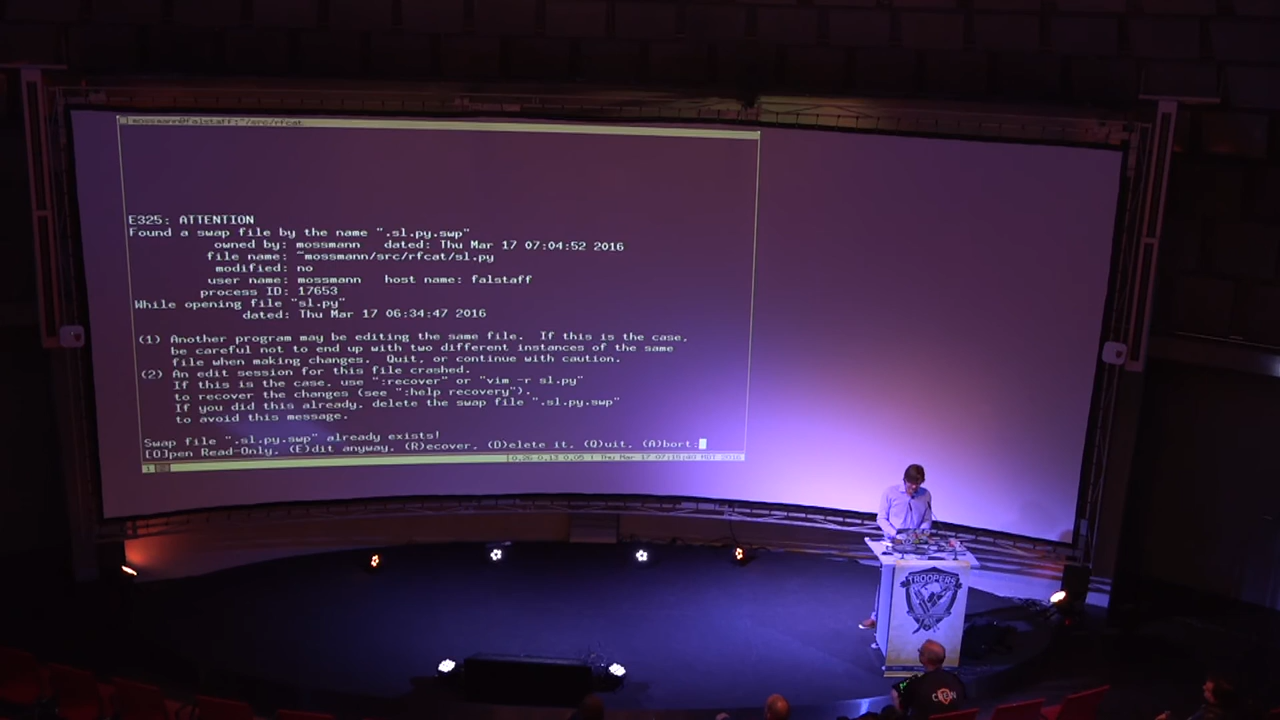 mossmann@falstaff:~/src/rfcat
E325: ATTENTION
Found a swap file by the name ".sl.py.swp"
owned by: mossmann   dated: Thu Mar 17 07:04:52 2016
file name: ~mossmann/src/rfcat/sl.py
modified: no
user name: mossmann   host name: falstaff
process ID: 17653
While opening file "sl.py"
dated: Thu Mar 17 06:34:47 2016
(1) Another program may be editing the same file.  If this is the case,
be careful not to end up with two different instances of the same
file when making changes.  Quit, or continue with caution.
(2) An edit session for this file crashed.
If this is the case, use ":recover" or "vim -r sl.py"
to recover the changes (see ":help recovery").
If you did this already, delete the swap file ".sl.py.swp"
to avoid this message.
Swap file ".sl.py.swp" already exists!
[O]pen Read-Only, (E)dit anyway, (R)ecover, (D)elete it, (Q)uit, (A)bort:
TROOPERS
CREW